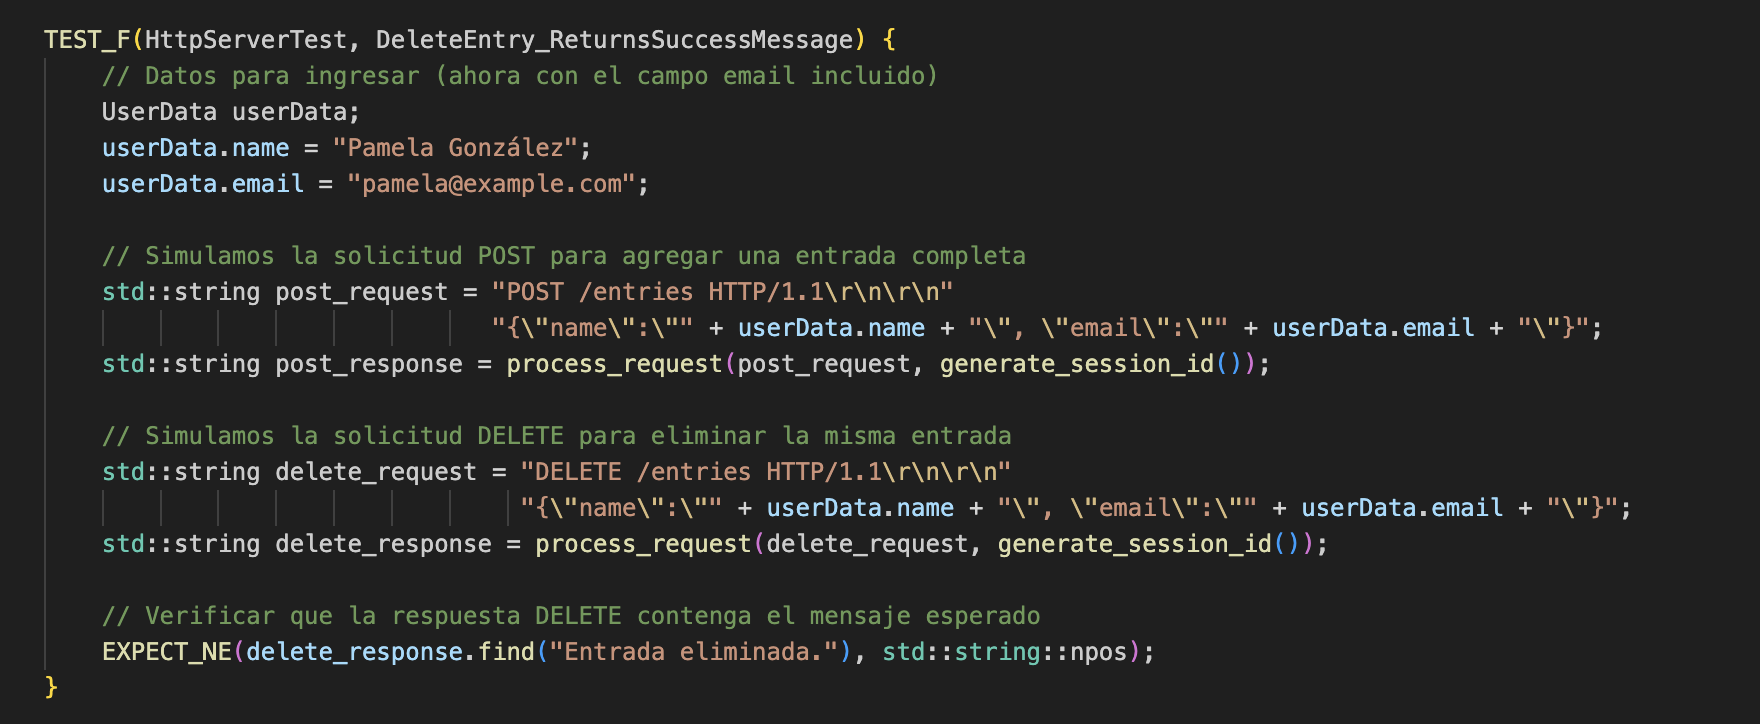 TEST_F(HttpServerTest, DeleteEntry_ReturnsSuccessMessage) {
// Datos para ingresar (ahora con el campo email incluido)
UserData userData;
userData.name = "Pamela González";
userData.email = "pamela@example.com";
// Simulamos la solicitud POST para agregar una entrada completa
std::string post_request = "POST /entries HTTP/1.1\r\n\r\n"
"{\"name\":\"" + userData.name + "\", \"email\":\"" + userData.email + "\"}";
std::string post_response = process_request(post_request, generate_session_id());
// Simulamos la solicitud DELETE para eliminar la misma entrada
std::string delete_request = "DELETE /entries HTTP/1.1\r\n\r\n"
"{\"name\":\"" + userData.name + "\", \"email\":\"" + userData.email + "\"}";
std::string delete_response = process_request(delete_request, generate_session_id());
// Verificar que la respuesta DELETE contenga el mensaje esperado
EXPECT_NE(delete_response.find("Entrada eliminada."), std::string::npos);
}